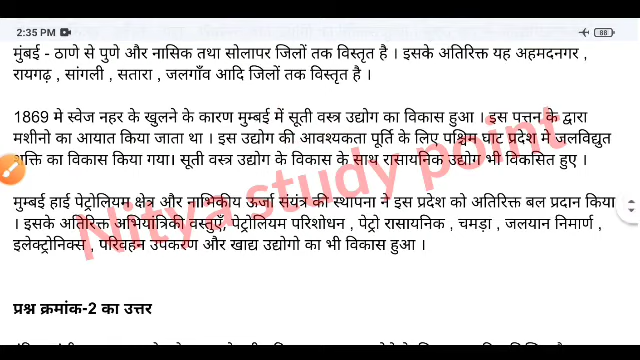 2:35 PM
88
मुंबई - ठाणे से पुणे और नासिक तथा सोलापर जिलों तक विस्तृत है । इसके अतिरिक्त यह अहमदनगर ,
रायगढ़ , सांगली , सतारा , जलगाँव आदि जिलों तक विस्तृत है ।
1869 मे स्वेज नहर के खुलने के कारण मुम्बई में सूती वस्त्र उद्योग का विकास हुआ । इस पत्तन के द्वारा
मशीनो का आयात किया जाता था । इस उद्योग की आवश्यकता पूर्ति के लिए पश्चिम घाट प्रदेश मे जलविद्युत
शक्ति का विकास किया गया। सूती वस्त्र उद्योग के विकास के साथ रासायनिक उद्योग भी विकसित हुए ।
मुम्बई हाई पेट्रोलियम क्षेत्र और नाभिकीय ऊर्जा संयंत्र की स्थापना ने इस प्रदेश को अतिरिक्त बल प्रदान किया
। इसके अतिरिक्त अभियात्रिकी वस्तुएँ, पेट्रोलियम परिशोधन , पेट्रो रासायनिक , चमड़ा , जलयान निमार्ण ,
इलेक्ट्रोनिक्स , परिवहन उपकरण और खाद्य उद्योगो का भी विकास हुआ ।
Nitya study point
प्रश्न क्रमांक-2 का उत्तर